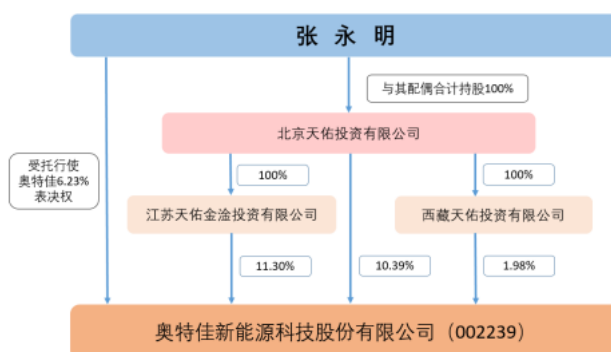 张 永 明
与其配偶合计持股100%
北京天佑投资有限公司
受托行使
奥特佳6.23%
表决权
100%
100%
江苏天佑金淦投资有限公司
西藏天佑投资有限公司
11.30%
10.39%
1.98%
奥特佳新能源科技股份有限公司（002239）